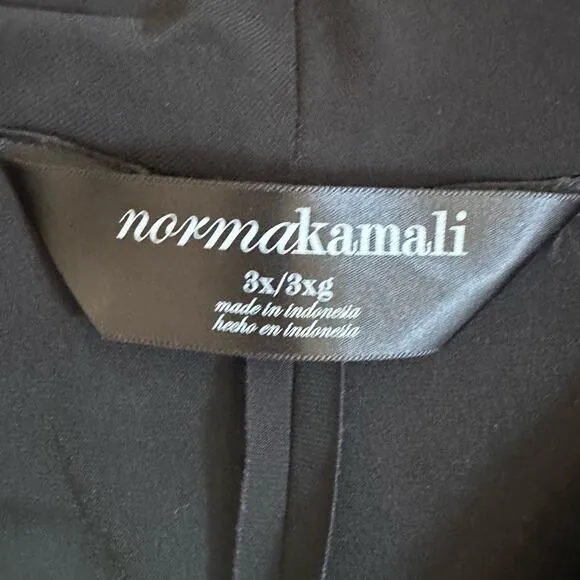 normakamali
3x/3xg
made in indonesia
hecho en indonesia